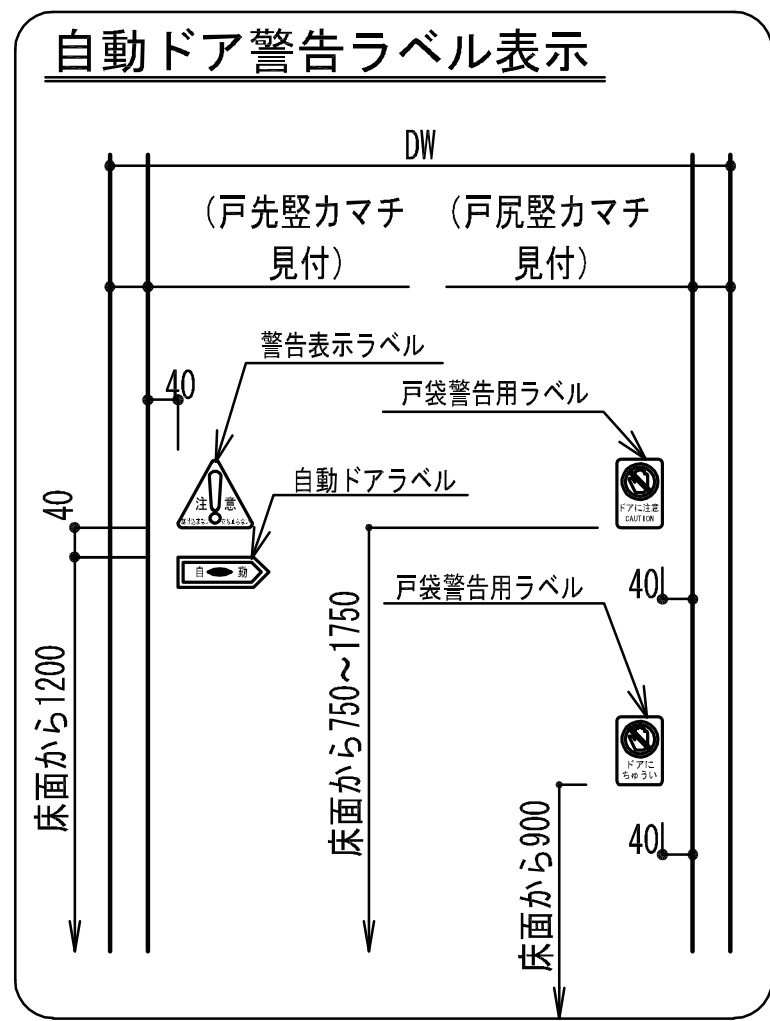 自動ドア警告ラベル表示
DW
(戸先竪カマチ
見付)
(戸尻竪カマチ
見付)
警告表示ラベル
40
戸袋警告用ラベル
自動ドアラベル
注 意
40
ドアに注意
CAUTION
自 動
戸袋警告用ラベル
40
床面から1200
床面から750~1750
ドアに
ちゅうい
床面から900
40